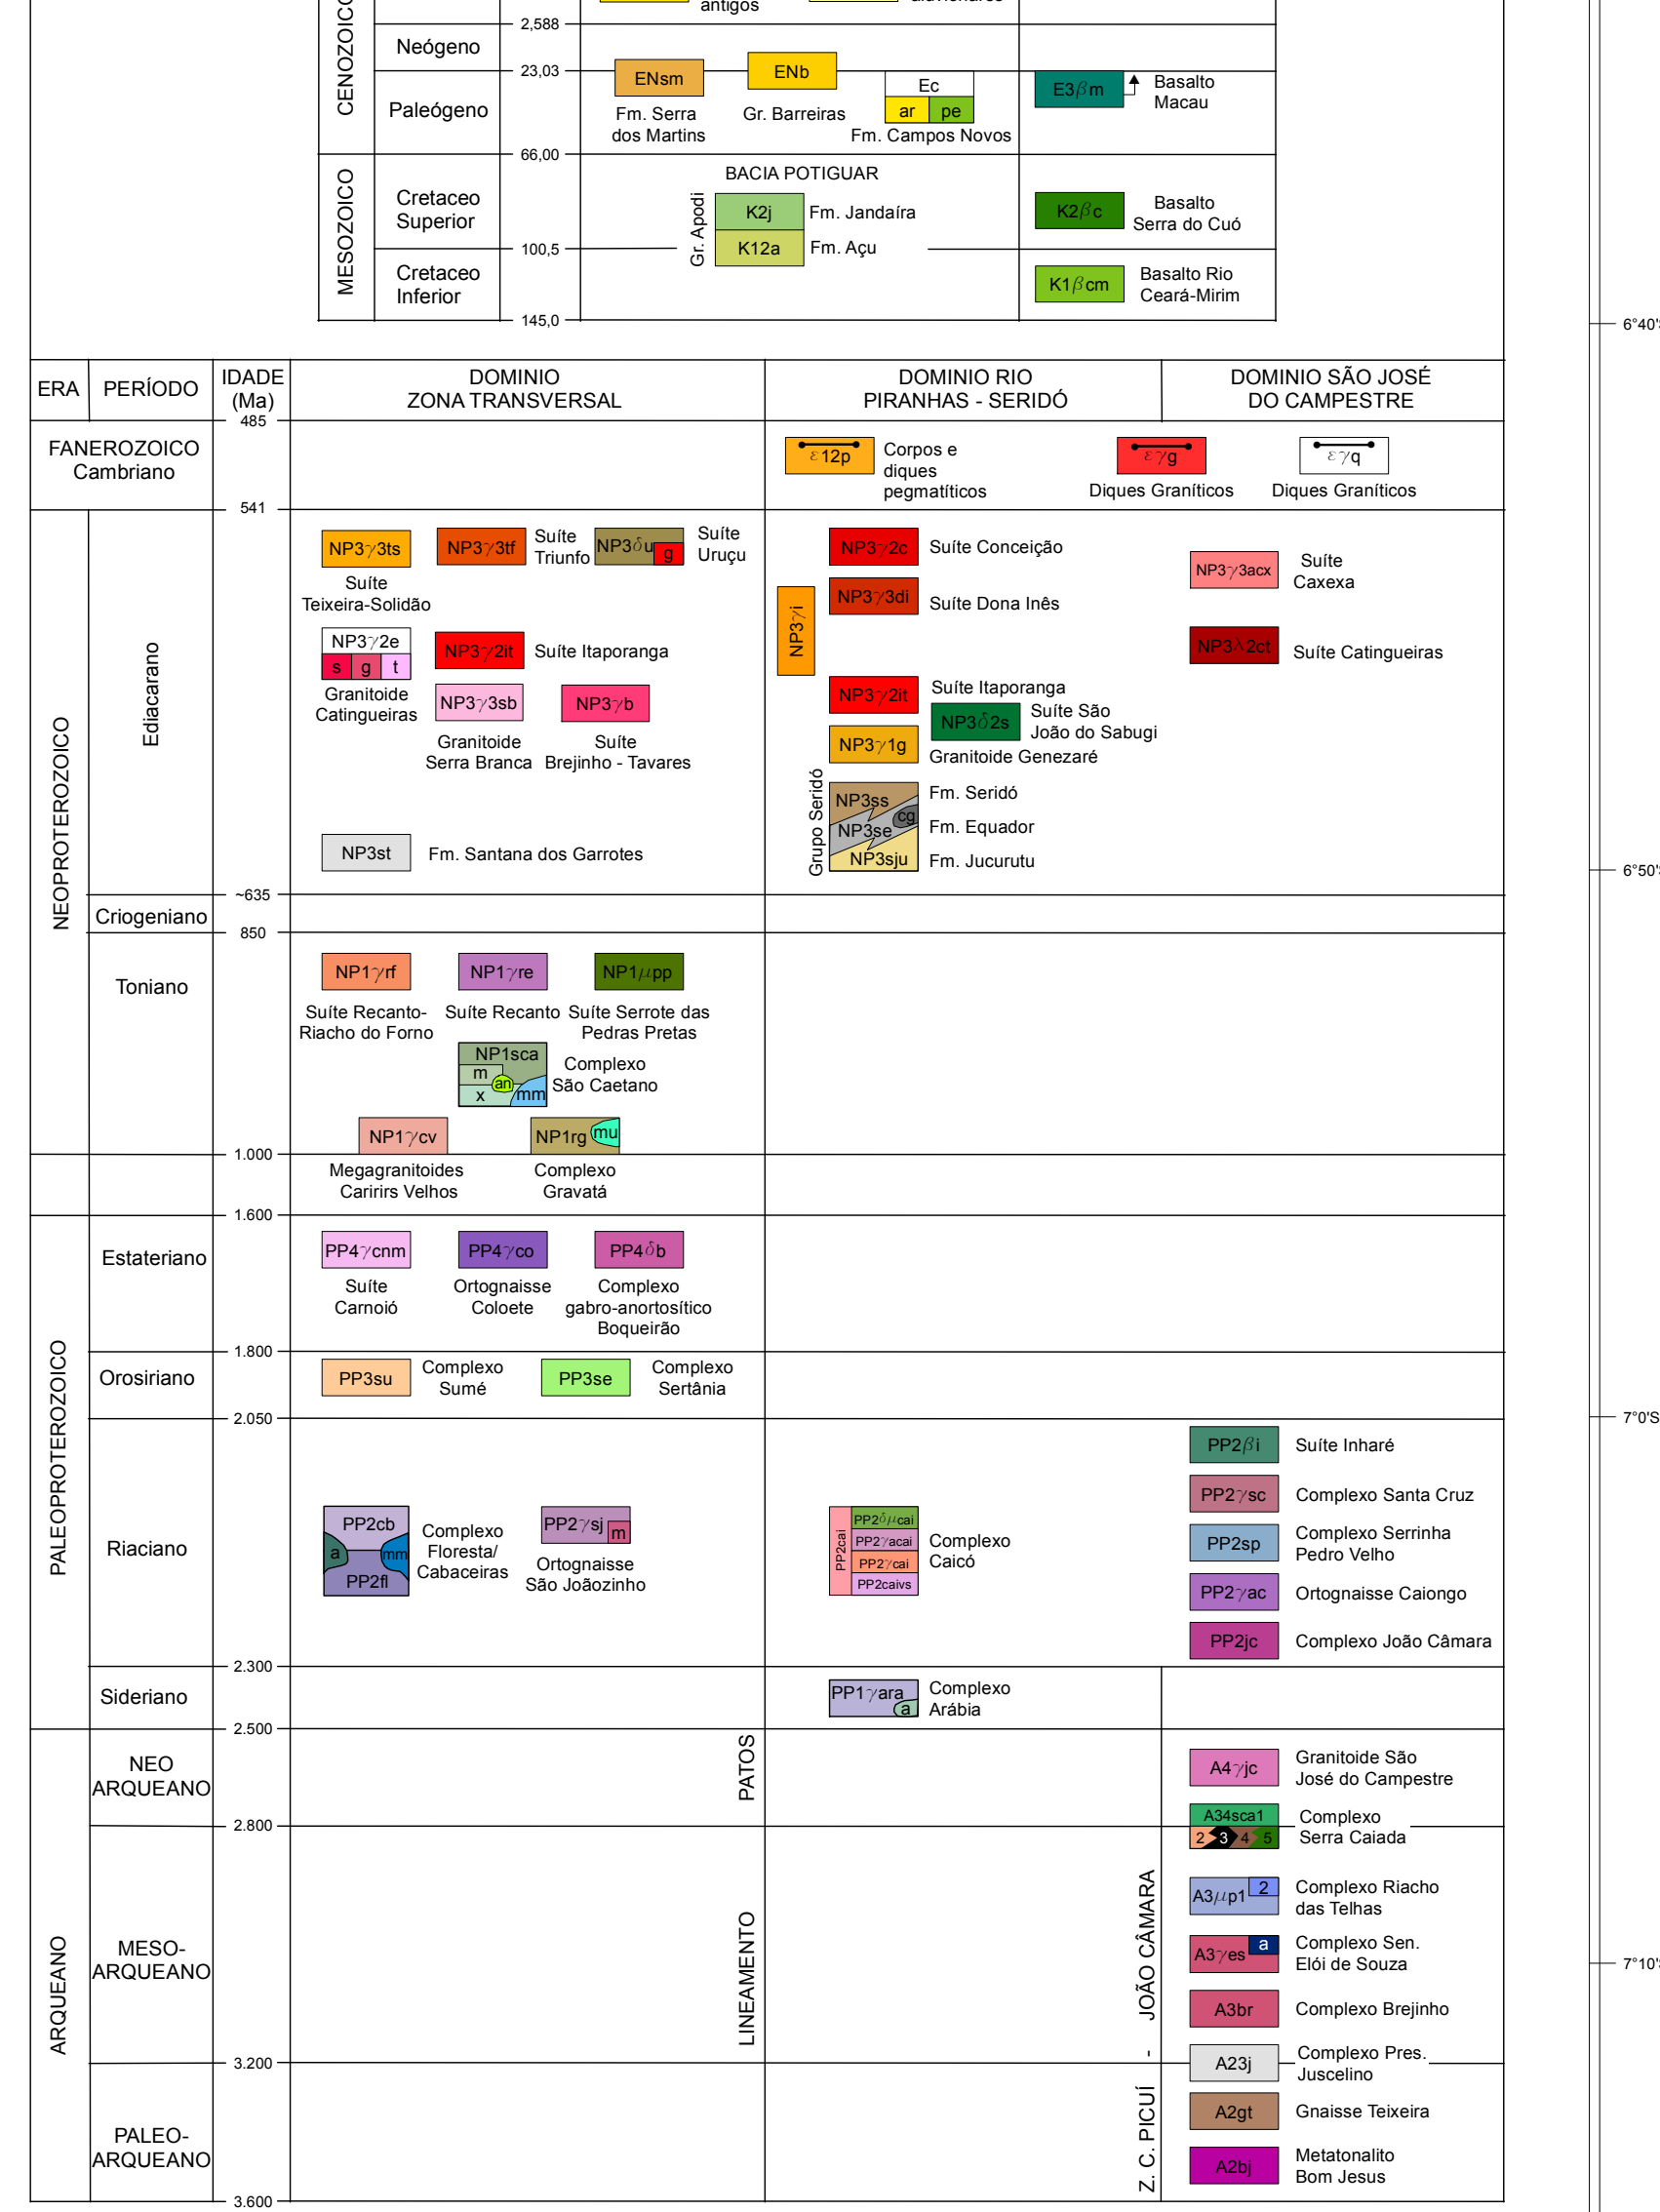 antigos
CENOZOICO
2,588
Neógeno
23,03
ENsm
ENb
Ec
ar
pe
E3βm
Basalto
Macau
Paleógeno
Fm. Serra
dos Martins
Gr. Barreiras
Fm. Campos Novos
66,00
MESOZOICO
BACIA POTIGUAR
Cretaceo
Superior
Gr. Apodi
K2j
Fm. Jandaíra
K2βc
Basalto
Serra do Cuó
100,5
K12a
Fm. Açu
Cretaceo
Inferior
K1βcm
Basalto Rio
Ceará-Mirim
145,0
6°40'S
ERA
PERÍODO
IDADE
(Ma)
DOMINIO
ZONA TRANSVERSAL
DOMINIO RIO
PIRANHAS - SERIDÓ
DOMINIO SÃO JOSÉ
DO CAMPESTRE
485
FANEROZOICO
Cambriano
ε12p
Corpos e
diques
pegmatíticos
εγg
Diques Graníticos
εγq
Diques Graníticos
541
NEOPROTEROZOICO
Ediacarano
NP3γ3ts
Suíte
Teixeira-Solidão
NP3γ3tf
Suíte
Triunfo
NP3δu
g
Suíte
Uruçu
NP3γ2e
s
g
t
Granitoide
Catingueiras
NP3γ2it
Suíte Itaporanga
NP3γ3sb
Granitoide
Serra Branca
NP3γb
Suíte
Brejinho - Tavares
NP3st
Fm. Santana dos Garrotes
NP3γi
NP3γ2c
Suíte Conceição
NP3γ3di
Suíte Dona Inês
NP3γ2it
Suíte Itaporanga
NP3δ2s
Suíte São
João do Sabugi
NP3γ1g
Granitoide Genezaré
Grupo Seridó
NP3ss
Fm. Seridó
cg
NP3se
Fm. Equador
NP3sju
Fm. Jucurutu
NP3γ3acx
Suíte
Caxexa
NP3λ2ct
Suíte Catingueiras
6°50'S
~635
Criogeniano
850
Toniano
NP1γrf
Suíte Recanto-
Riacho do Forno
NP1γre
Suíte Recanto
NP1μpp
Suíte Serrote das
Pedras Pretas
NP1sca
m
an
x
mm
Complexo
São Caetano
NP1γcv
NP1rg
mu
1.000
Megagranitoides
Caririrs Velhos
Complexo
Gravatá
1.600
PALEOPROTEROZOICO
Estateriano
PP4γcnm
Suíte
Carnoió
PP4γco
Ortognaisse
Coloete
PP4δb
Complexo
gabro-anortosítico
Boqueirão
1.800
Orosiriano
PP3su
Complexo
Sumé
PP3se
Complexo
Sertânia
2.050
7°0'S
Riaciano
PP2cb
a
mm
PP2fl
Complexo
Floresta/
Cabaceiras
PP2γsj
m
Ortognaisse
São Joãozinho
PP2cai
PP2δμcai
PP2γacai
PP2γcai
PP2caivs
Complexo
Caicó
PP2βi
Suíte Inharé
PP2γsc
Complexo Santa Cruz
PP2sp
Complexo Serrinha
Pedro Velho
PP2γac
Ortognaisse Caiongo
PP2jc
Complexo João Câmara
2.300
Sideriano
PP1γara
a
Complexo
Arábia
2.500
ARQUEANO
NEO
ARQUEANO
LINEAMENTO PATOS
Z. C. PICUÍ - JOÃO CÂMARA
A4γjc
Granitoide São
José do Campestre
2.800
A34sca1
2
3
4
5
Complexo
Serra Caiada
MESO-
ARQUEANO
A3μp1
2
Complexo Riacho
das Telhas
A3γes
a
Complexo Sen.
Elói de Souza
7°10'S
A3br
Complexo Brejinho
3.200
A23j
Complexo Pres.
Juscelino
PALEO-
ARQUEANO
A2gt
Gnaisse Teixeira
A2bj
Metatonalito
Bom Jesus
3.600